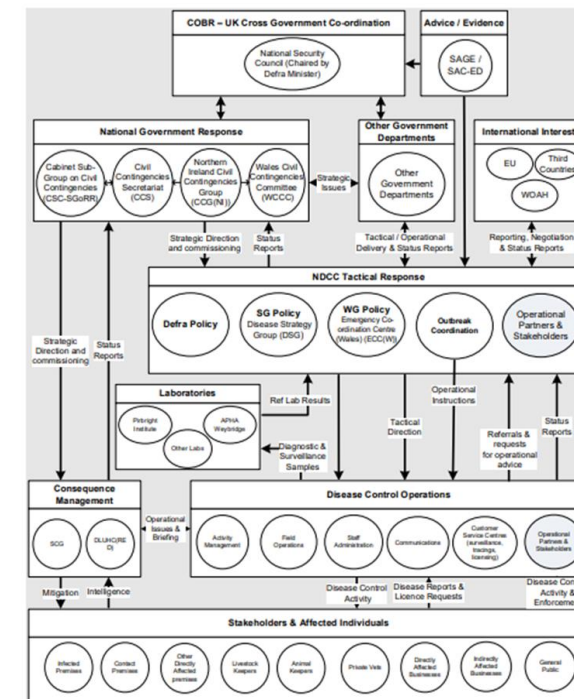 COBR – UK Cross Government Co-ordination
National Security
Council (Chaired by
Defra Minister)
Advice / Evidence
SAGE /
SAC-ED
National Government Response
Cabinet Sub-
Group on Civil
Contingencies
(CSC-SGoRR)
Civil
Contingencies
Secretariat
(CCS)
Northern
Ireland Civil
Contingencies
Group
(CCG(NI))
Wales Civil
Contingencies
Committee
(WCCC)
Strategic
Issues
Other Government
Departments
Other
Government
Departments
International Interest
EU
Third
Countries
WOAH
Strategic Direction
and commissioning
Status
Reports
Tactical / Operational
Delivery & Status Reports
Reporting, Negotiation
& Status Reports
NDCC Tactical Response
Defra Policy
SG Policy
Disease Strategy
Group (DSG)
WG Policy
Emergency Co-
ordination Centre
(Wales) (ECC(W))
Outbreak
Coordination
Operational
Partners &
Stakeholders
Strategic
Direction and
commissioning
Status
Reports
Laboratories
Pirbright
Institute
APHA
Weybridge
Other Labs
Ref Lab Results
Diagnostic &
Surveillance
Samples
Tactical
Direction
Operational
Instructions
Referrals &
requests
for operational
advice
Status
Reports
Consequence
Management
SCG
DLUHC(RE
D)
Operational
Issues &
Briefing
Disease Control Operations
Activity
Management
Field
Operations
Staff
Administration
Communications
Customer
Service Centres
(surveillance,
tracings,
licensing)
Operational
Partners &
Stakeholders
Mitigation
Intelligence
Disease Control
Activity
Disease Reports &
Licence Requests
Disease Con
Activity &
Enforceme
Stakeholders & Affected Individuals
Infected
Premises
Contact
Premises
Other
Directly
Affected
premises
Livestock
Keepers
Animal
Keepers
Private Vets
Directly
Affected
Businesses
Indirectly
Affected
Businesses
General
Public